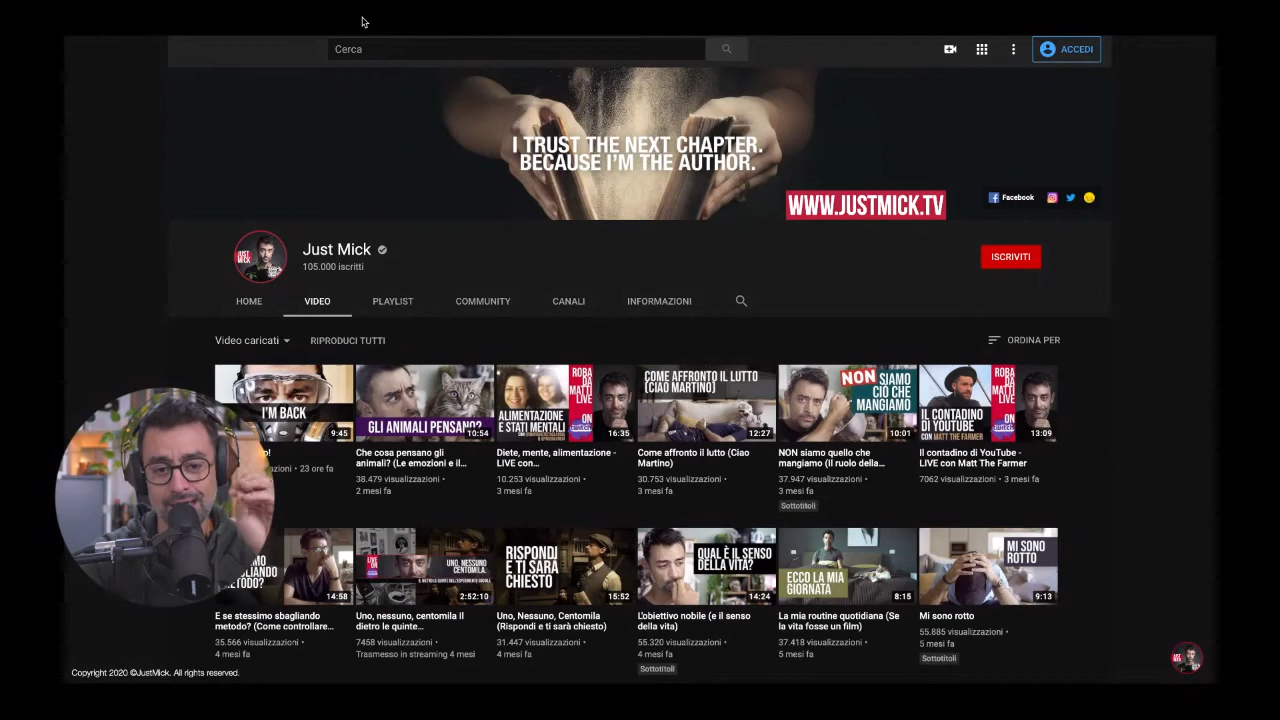 Cerca
ACCEDI
I TRUST THE NEXT CHAPTER.
BECAUSE I'M THE AUTHOR.
WWW.JUSTMICK.TV
Facebook
JUST
MICK
Just Mick
105.000 iscritti
ISCRIVITI
HOME
VIDEO
PLAYLIST
COMMUNITY
CANALI
INFORMAZIONI
Video caricati
RIPRODUCI TUTTI
ORDINA PER
I'M BACK
9:45
GLI ANIMALI PENSANO?
10:54
ALIMENTAZIONE
E STATI MENTALI
ROBA
DA
MATTI
LIVE
ON
twitch
16:35
COME AFFRONTO IL LUTTO
(CIAO MARTINO)
12:27
NON SIAMO
CIÒ CHE
MANGIAMO
10:01
IL CONTADINO
DI YOUTUBE
CON MATT THE FARMER
ROBA
DA
MATTI
LIVE
ON
twitch
13:09
• 23 ore fa
Che cosa pensano gli
animali? (Le emozioni e il...
38.479 visualizzazioni •
2 mesi fa
Diete, mente, alimentazione -
LIVE con...
10.253 visualizzazioni •
3 mesi fa
Come affronto il lutto (Ciao
Martino)
30.753 visualizzazioni •
3 mesi fa
NON siamo quello che
mangiamo (Il ruolo della...
37.947 visualizzazioni •
3 mesi fa
Sottotitoli
Il contadino di YouTube -
LIVE con Matt The Farmer
7062 visualizzazioni • 3 mesi fa
METODO?
14:58
LIVE ON
UNO, NESSUNO, CENTOMILA.
2:52:10
RISPONDI
E TI SARÀ
CHIESTO
15:52
QUAL È IL SENSO
DELLA VITA?
14:24
ECCO LA MIA
GIORNATA
8:15
MI SONO
ROTTO
9:13
E se stessimo sbagliando
metodo? (Come controllare...
35.566 visualizzazioni •
4 mesi fa
Uno, nessuno, centomila Il
dietro le quinte...
7458 visualizzazioni •
Trasmesso in streaming 4 mesi
Uno, Nessuno, Centomila
(Rispondi e ti sarà chiesto)
31.447 visualizzazioni •
4 mesi fa
L'obiettivo nobile (e il senso
della vita)
55.320 visualizzazioni •
4 mesi fa
Sottotitoli
La mia routine quotidiana (Se
la vita fosse un film)
37.418 visualizzazioni •
5 mesi fa
Mi sono rotto
55.885 visualizzazioni •
5 mesi fa
Sottotitoli
Copyright 2020 ©JustMick. All rights reserved.